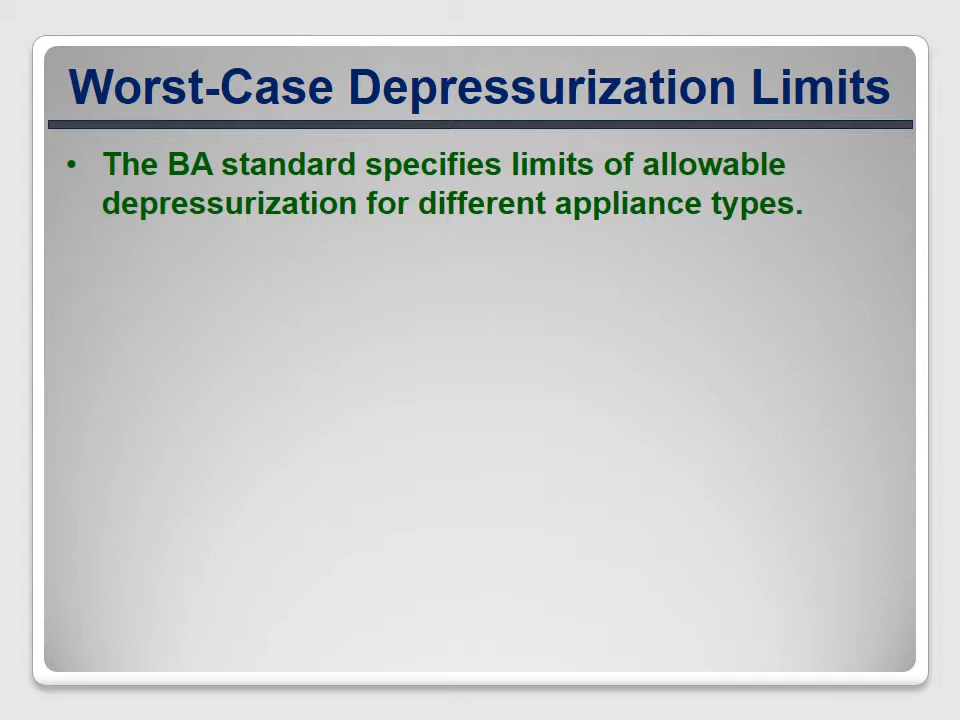 Worst-Case Depressurization Limits
• The BA standard specifies limits of allowable
depressurization for different appliance types.